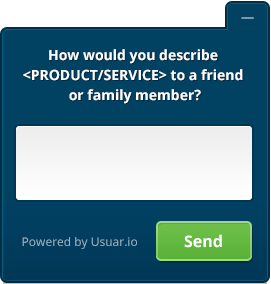 How would you describe
<PRODUCT/SERVICE> to a friend
or family member?
Powered by Usuar.io
Send